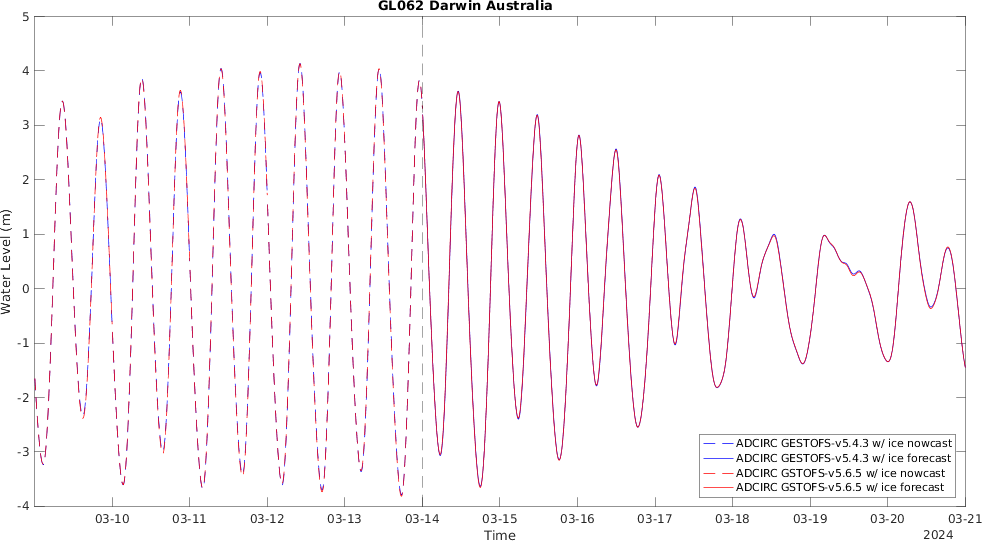 GL062 Darwin Australia
5
4
3
2
1
0
-1
-2
-3
-4
Water Level (m)
ADCIRC GESTOFS-v5.4.3 w/ ice nowcast
ADCIRC GESTOFS-v5.4.3 w/ ice forecast
ADCIRC GSTOFS-v5.6.5 w/ ice nowcast
ADCIRC GSTOFS-v5.6.5 w/ ice forecast
03-10 03-11 03-12 03-13 03-14 03-15 03-16 03-17 03-18 03-19 03-20 03-21
Time
2024